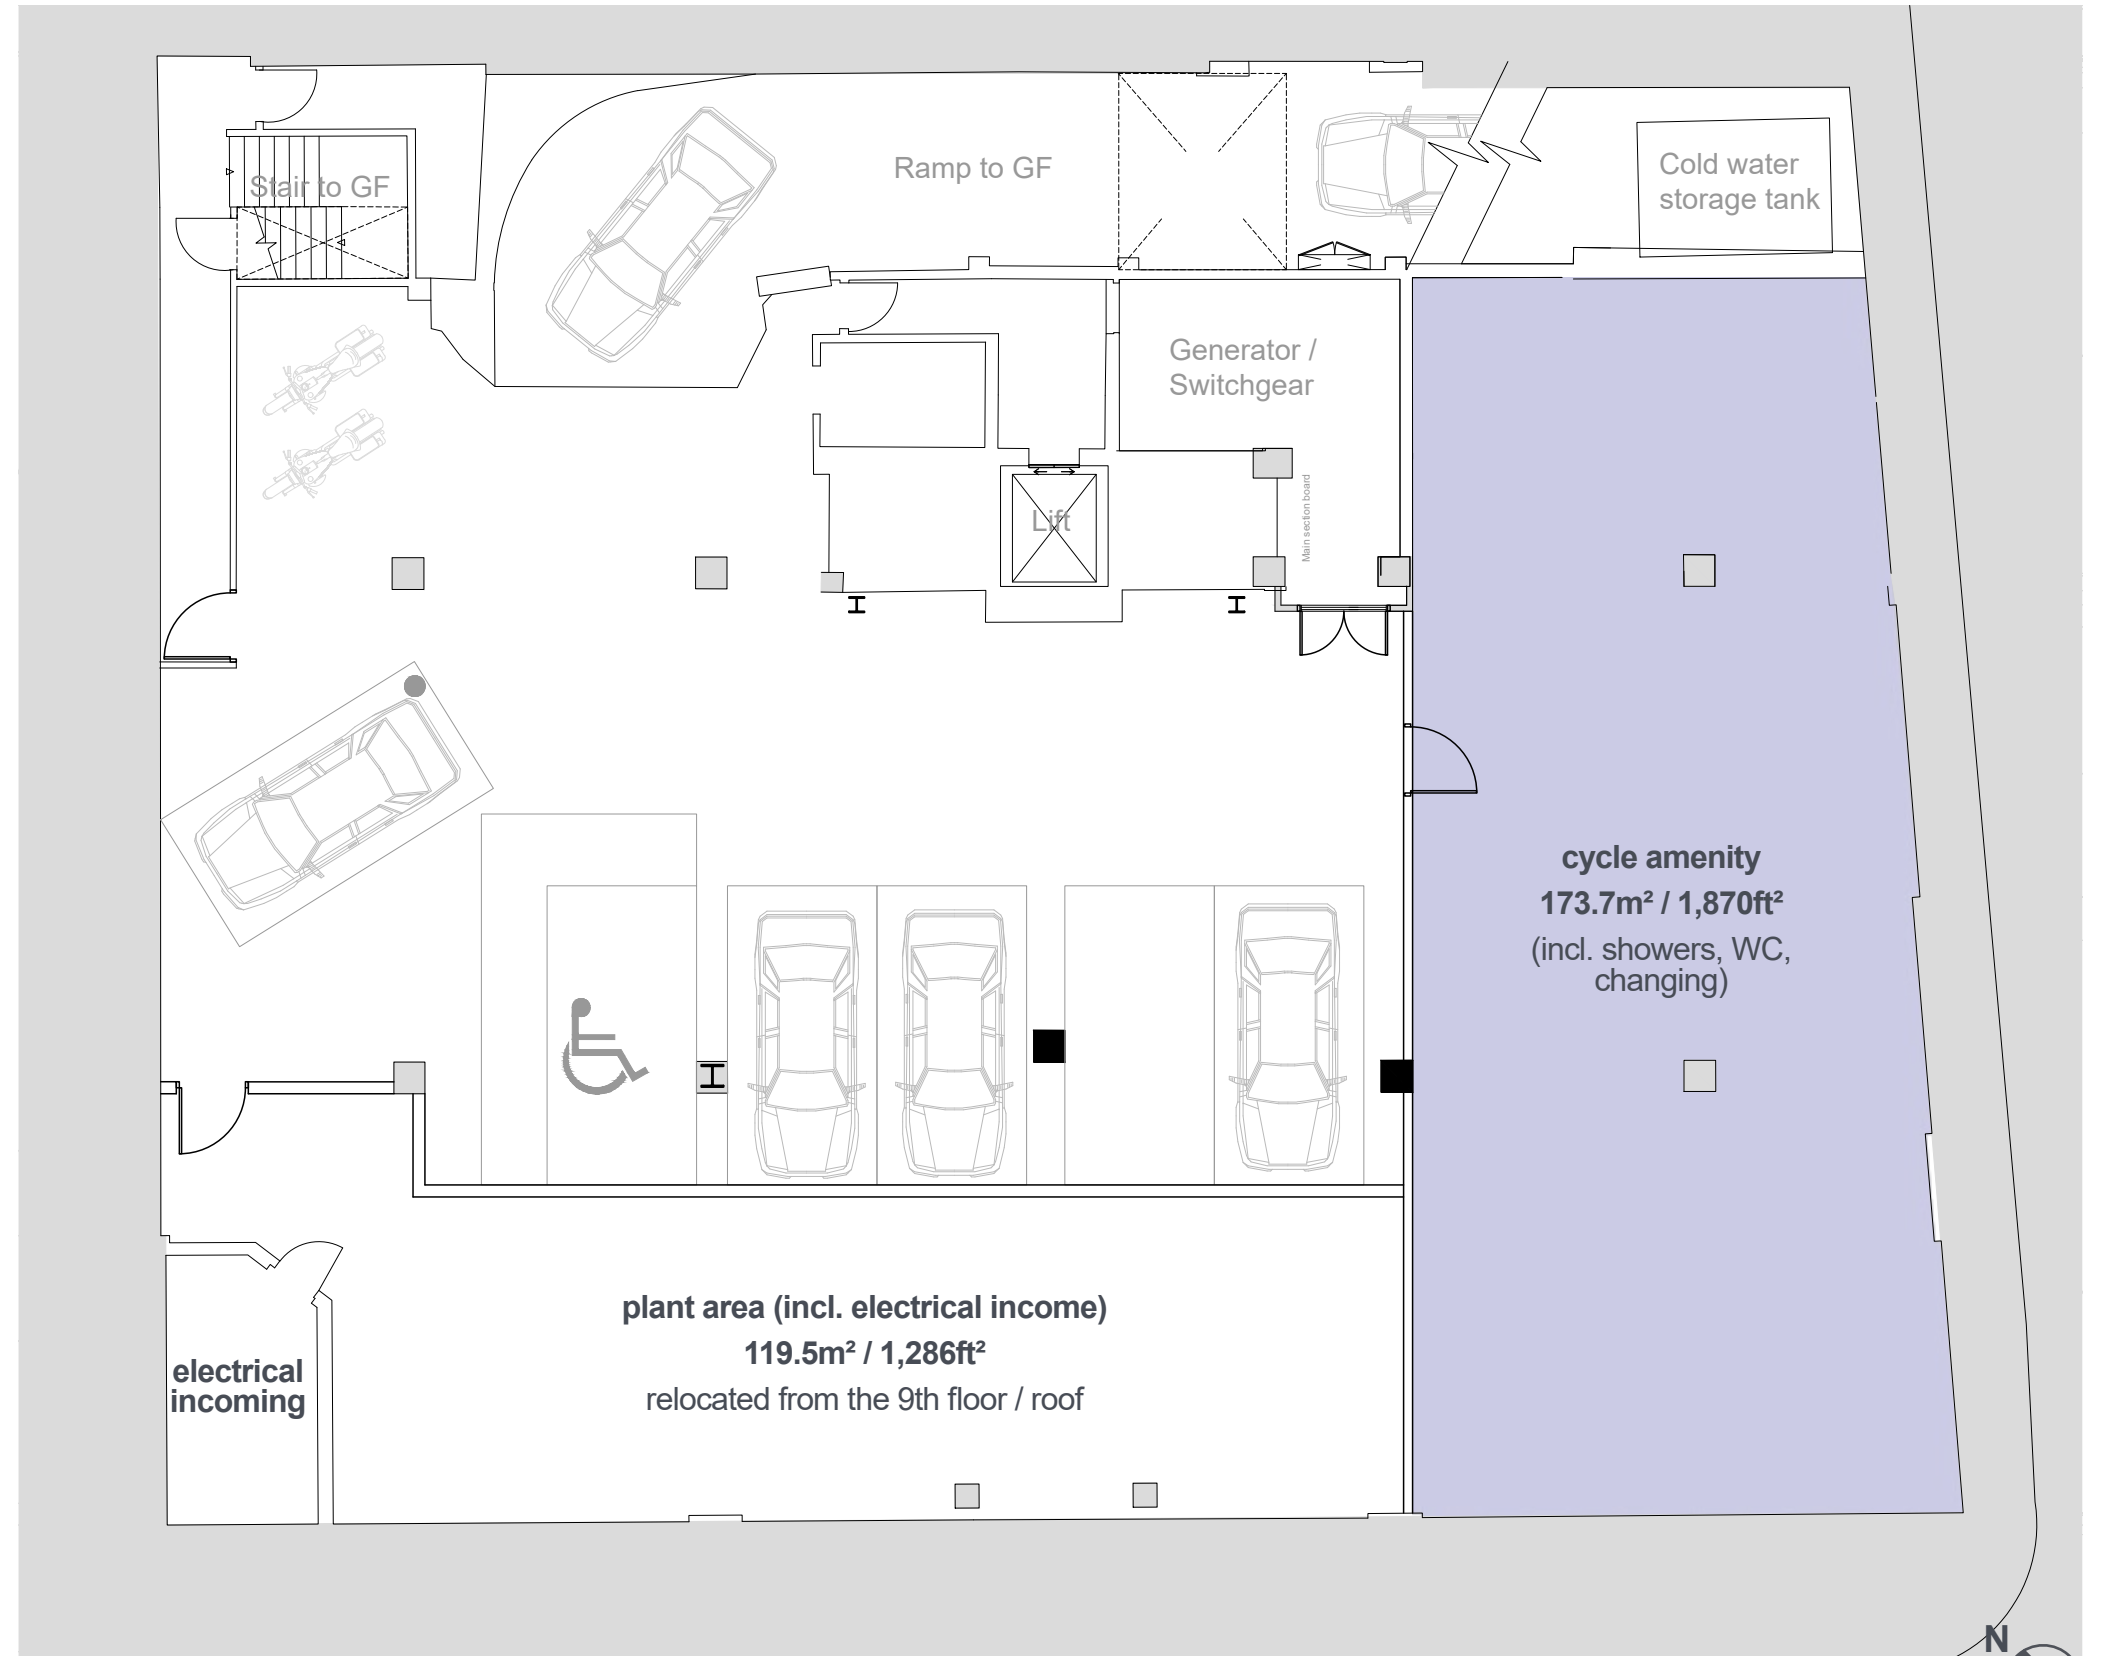 Ramp to GF
Cold water
storage tank
Stair to GF
Generator /
Switchgear
Main section board
Lift
cycle amenity
173.7m² / 1,870ft²
(incl. showers, WC,
changing)
plant area (incl. electrical income)
119.5m² / 1,286ft²
relocated from the 9th floor / roof
electrical
incoming
N